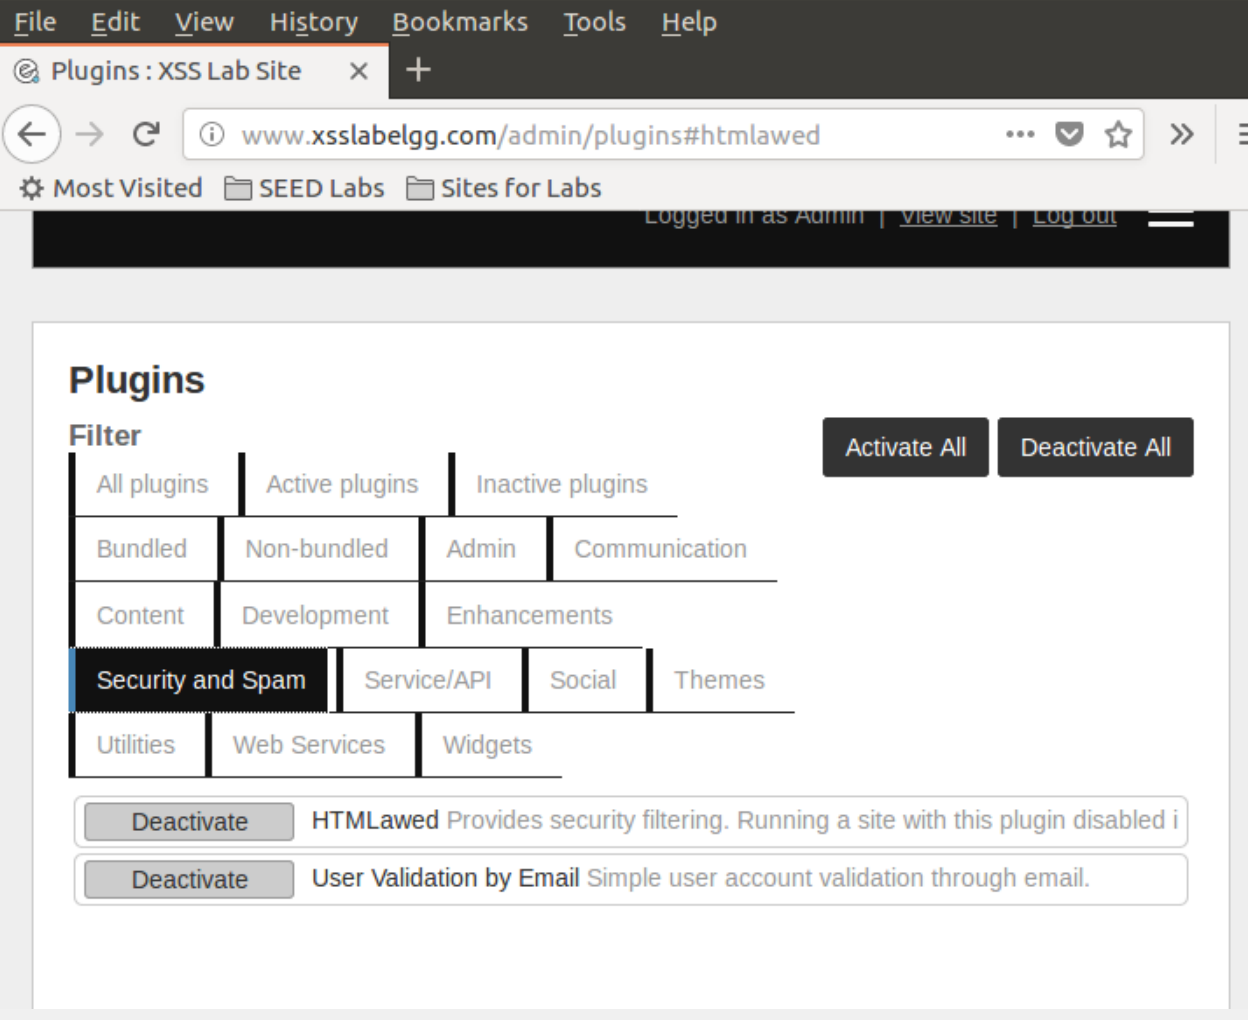 File Edit View History Bookmarks Tools Help
Plugins : XSS Lab Site
www.xsslabelgg.com/admin/plugins#htmlawed
Most Visited SEED Labs Sites for Labs
Logged in as Admin | View site | Log out
Plugins
Filter
Activate All Deactivate All
All plugins Active plugins Inactive plugins
Bundled Non-bundled Admin Communication
Content Development Enhancements
Security and Spam Service/API Social Themes
Utilities Web Services Widgets
Deactivate HTMLawed Provides security filtering. Running a site with this plugin disabled i
Deactivate User Validation by Email Simple user account validation through email.